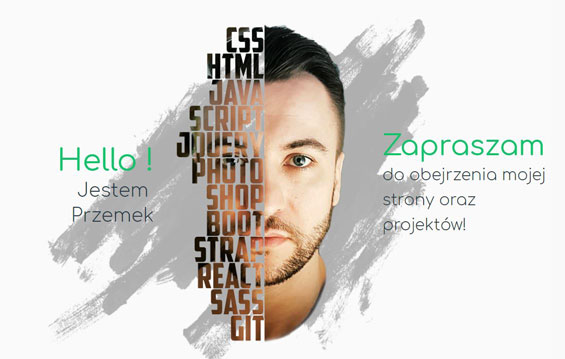 Hello !
Jestem
Przemek
CSS
HTML
JAVA
SCRIPT
JQUERY
PHOTO
SHOP
BOOT
STRAP
REACT
SASS
GIT
Zapraszam
do obejrzenia mojej
strony oraz
projektów!